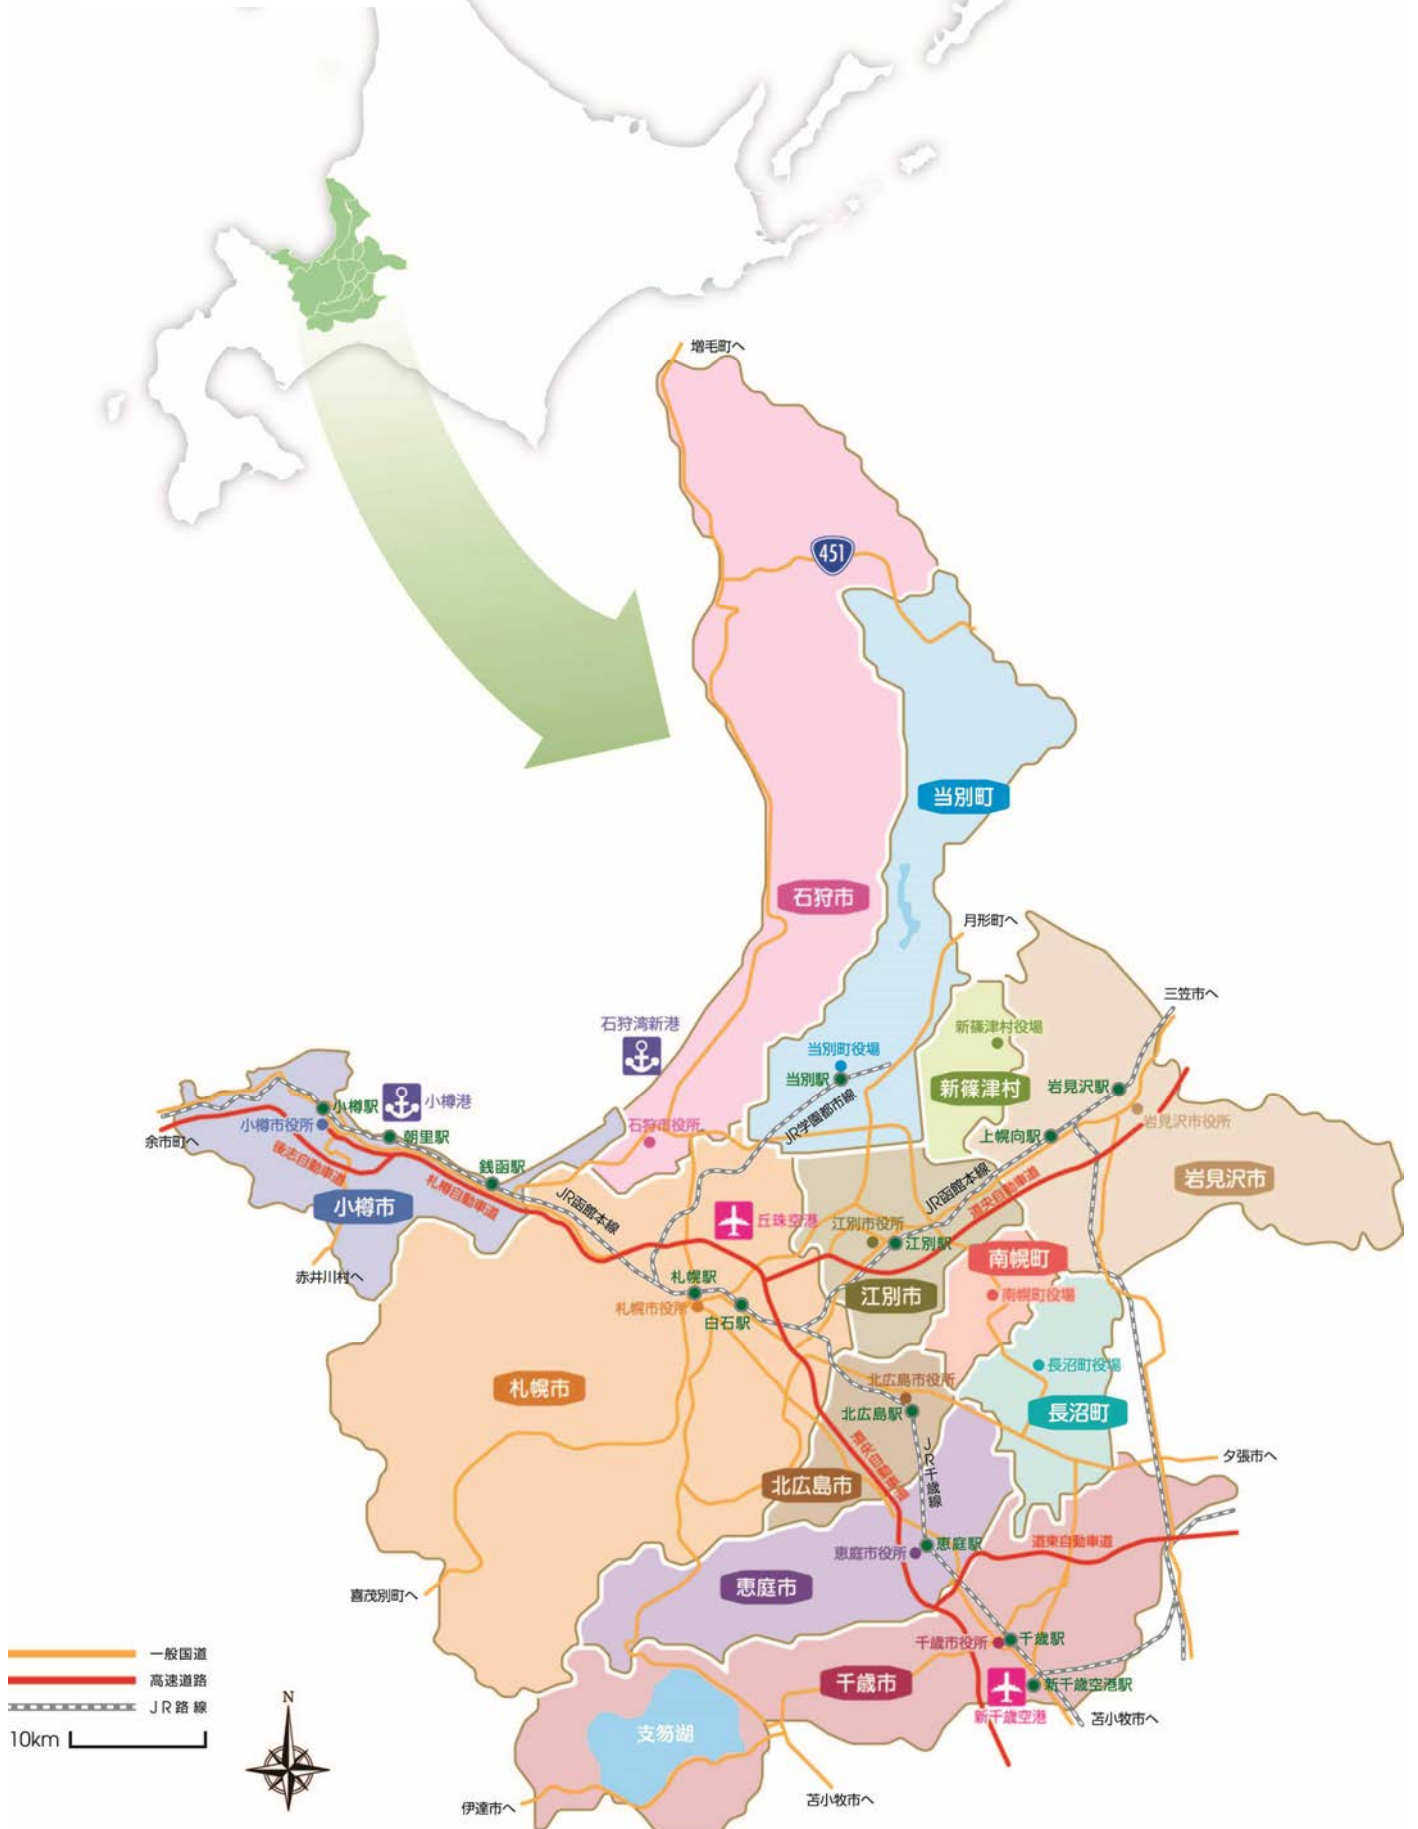 増毛町へ
451
当別町
石狩市
月形町へ
三笠市へ
石狩湾新港
新篠津村役場
当別町役場
当別駅
新篠津村
岩見沢駅
小樽駅
小樽港
小樽市役所
朝里駅
余市町へ
石狩市役所
JR学園都市線
上幌向駅
岩見沢市役所
後志自動車道
札樽自動車道
銭函駅
JR函館本線
JR函館本線
道央自動車道
岩見沢市
小樽市
丘珠空港
江別市役所
江別駅
南幌町
赤井川村へ
札幌駅
札幌市役所
白石駅
江別市
南幌町役場
長沼町役場
札幌市
北広島市役所
北広島駅
長沼町
道央自動車道
JR千歳線
夕張市へ
北広島市
恵庭市役所
恵庭駅
道東自動車道
恵庭市
喜茂別町へ
千歳市役所
千歳駅
千歳市
新千歳空港駅
新千歳空港
苫小牧市へ
支笏湖
伊達市へ
苫小牧市へ
一般国道
高速道路
JR路線
10km
N